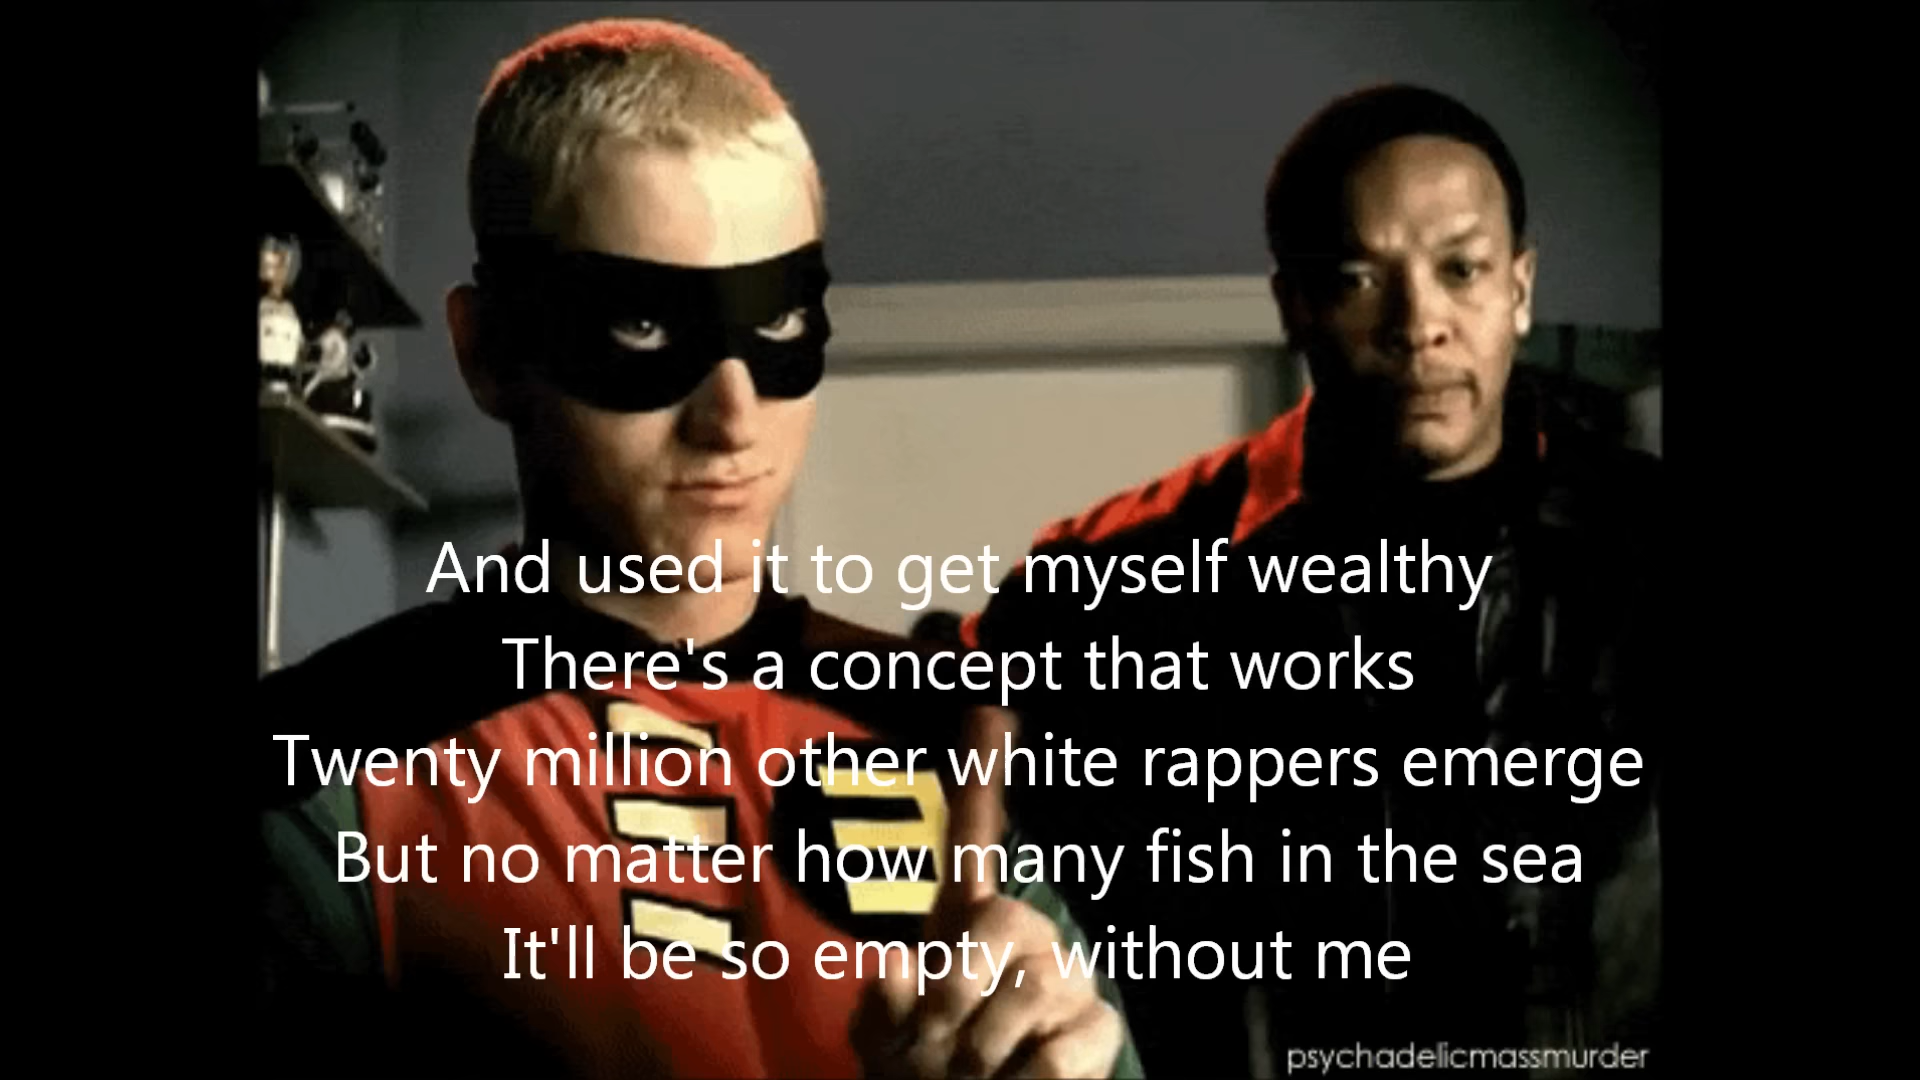 And used it to get myself wealthy
There's a concept that works
Twenty million other white rappers emerge
But no matter how many fish in the sea
It'll be so empty, without me
psychadelicmassmurder